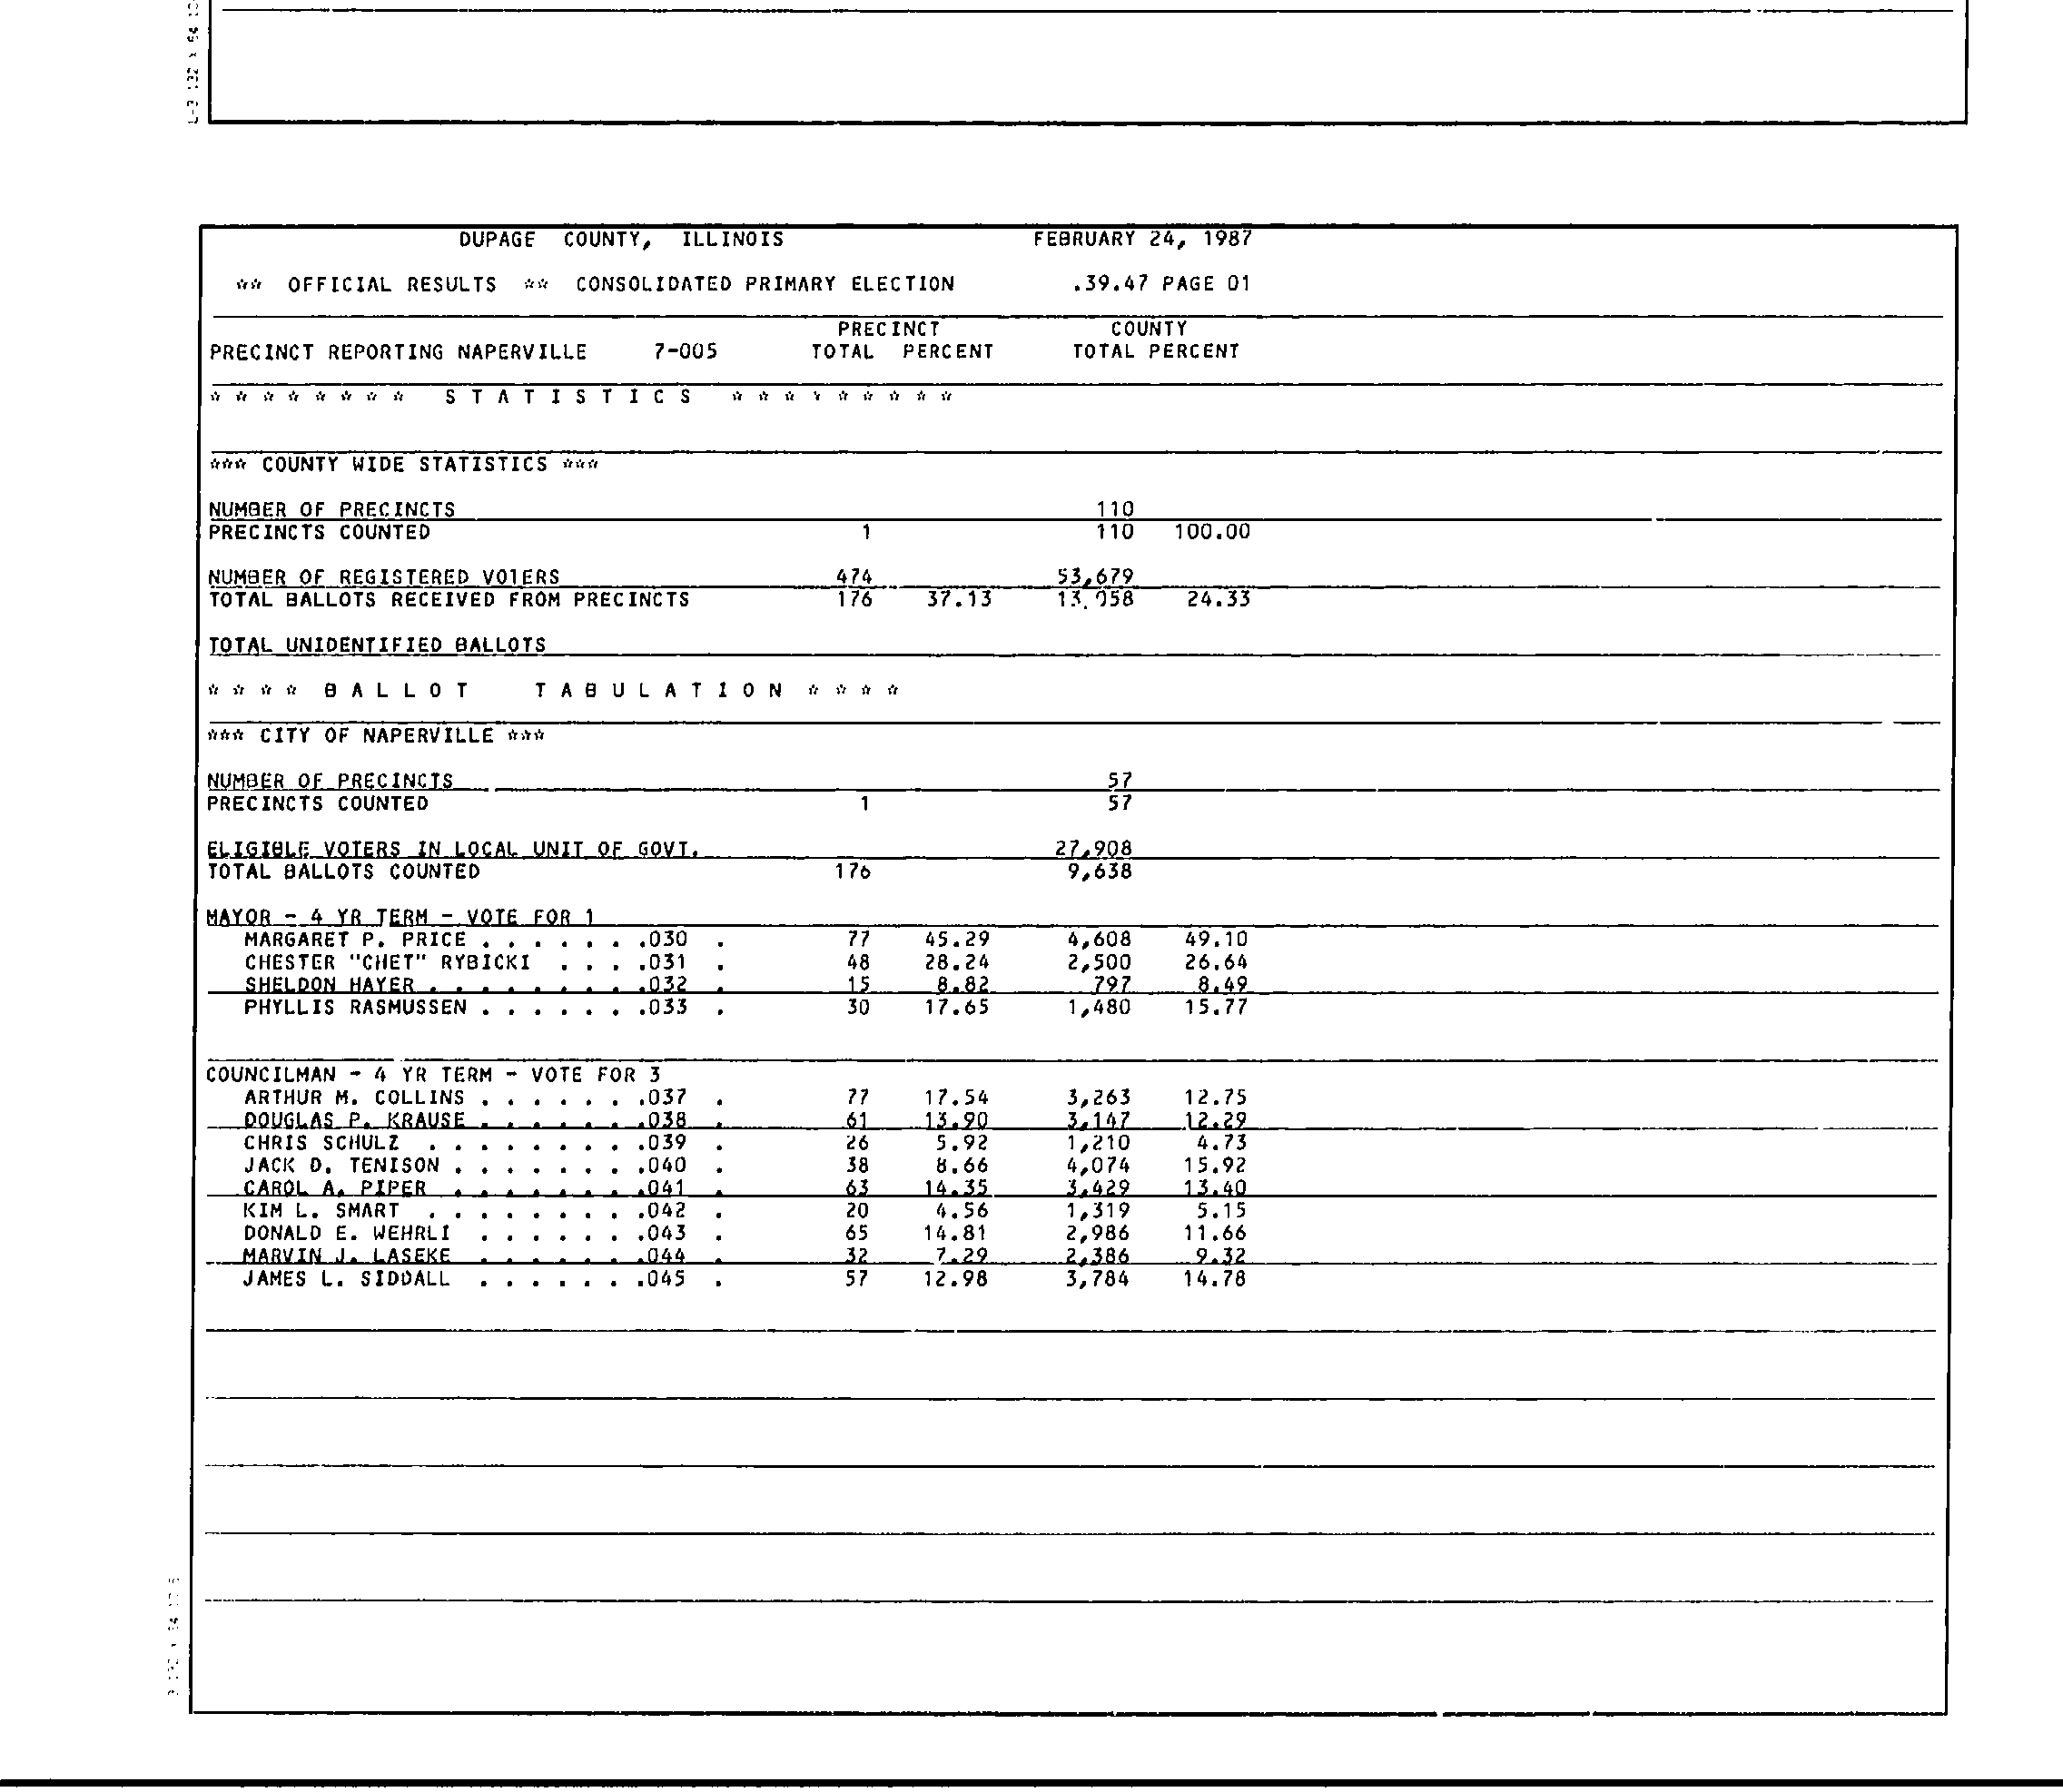 DUPAGE COUNTY, ILLINOIS FEBRUARY 24, 1987
** OFFICIAL RESULTS ** CONSOLIDATED PRIMARY ELECTION .39.47 PAGE 01
PRECINCT COUNTY
PRECINCT REPORTING NAPERVILLE 7-005 TOTAL PERCENT TOTAL PERCENT
* * * * * * * * S T A T I S T I C S * * * * * * * * *
*** COUNTY WIDE STATISTICS ***
NUMBER OF PRECINCTS 110
PRECINCTS COUNTED 1 110 100.00
NUMBER OF REGISTERED VOTERS 474 53,679
TOTAL BALLOTS RECEIVED FROM PRECINCTS 176 37.13 13,058 24.33
TOTAL UNIDENTIFIED BALLOTS
* * * * B A L L O T T A B U L A T I O N * * * *
*** CITY OF NAPERVILLE ***
NUMBER OF PRECINCTS 57
PRECINCTS COUNTED 1 57
ELIGIBLE VOTERS IN LOCAL UNIT OF GOVT. 27,908
TOTAL BALLOTS COUNTED 176 9,638
MAYOR - 4 YR TERM - VOTE FOR 1
MARGARET P. PRICE . . . . . . . .030 . 77 45.29 4,608 49.10
CHESTER "CHET" RYBICKI . . . . .031 . 48 28.24 2,500 26.64
SHELDON HAYER . . . . . . . . . .032 . 15 8.82 797 8.49
PHYLLIS RASMUSSEN . . . . . . . .033 . 30 17.65 1,480 15.77
COUNCILMAN - 4 YR TERM - VOTE FOR 3
ARTHUR M. COLLINS . . . . . . . .037 . 77 17.54 3,263 12.75
DOUGLAS P. KRAUSE . . . . . . . .038 . 61 13.90 3,147 12.29
CHRIS SCHULZ . . . . . . . . . .039 . 26 5.92 1,210 4.73
JACK D. TENISON . . . . . . . . .040 . 38 8.66 4,074 15.92
CAROL A. PIPER . . . . . . . . .041 . 63 14.35 3,429 13.40
KIM L. SMART . . . . . . . . . .042 . 20 4.56 1,319 5.15
DONALD E. WEHRLI . . . . . . . .043 . 65 14.81 2,986 11.66
MARVIN J. LASEKE . . . . . . . .044 . 32 7.29 2,386 9.32
JAMES L. SIDDALL . . . . . . . .045 . 57 12.98 3,784 14.78